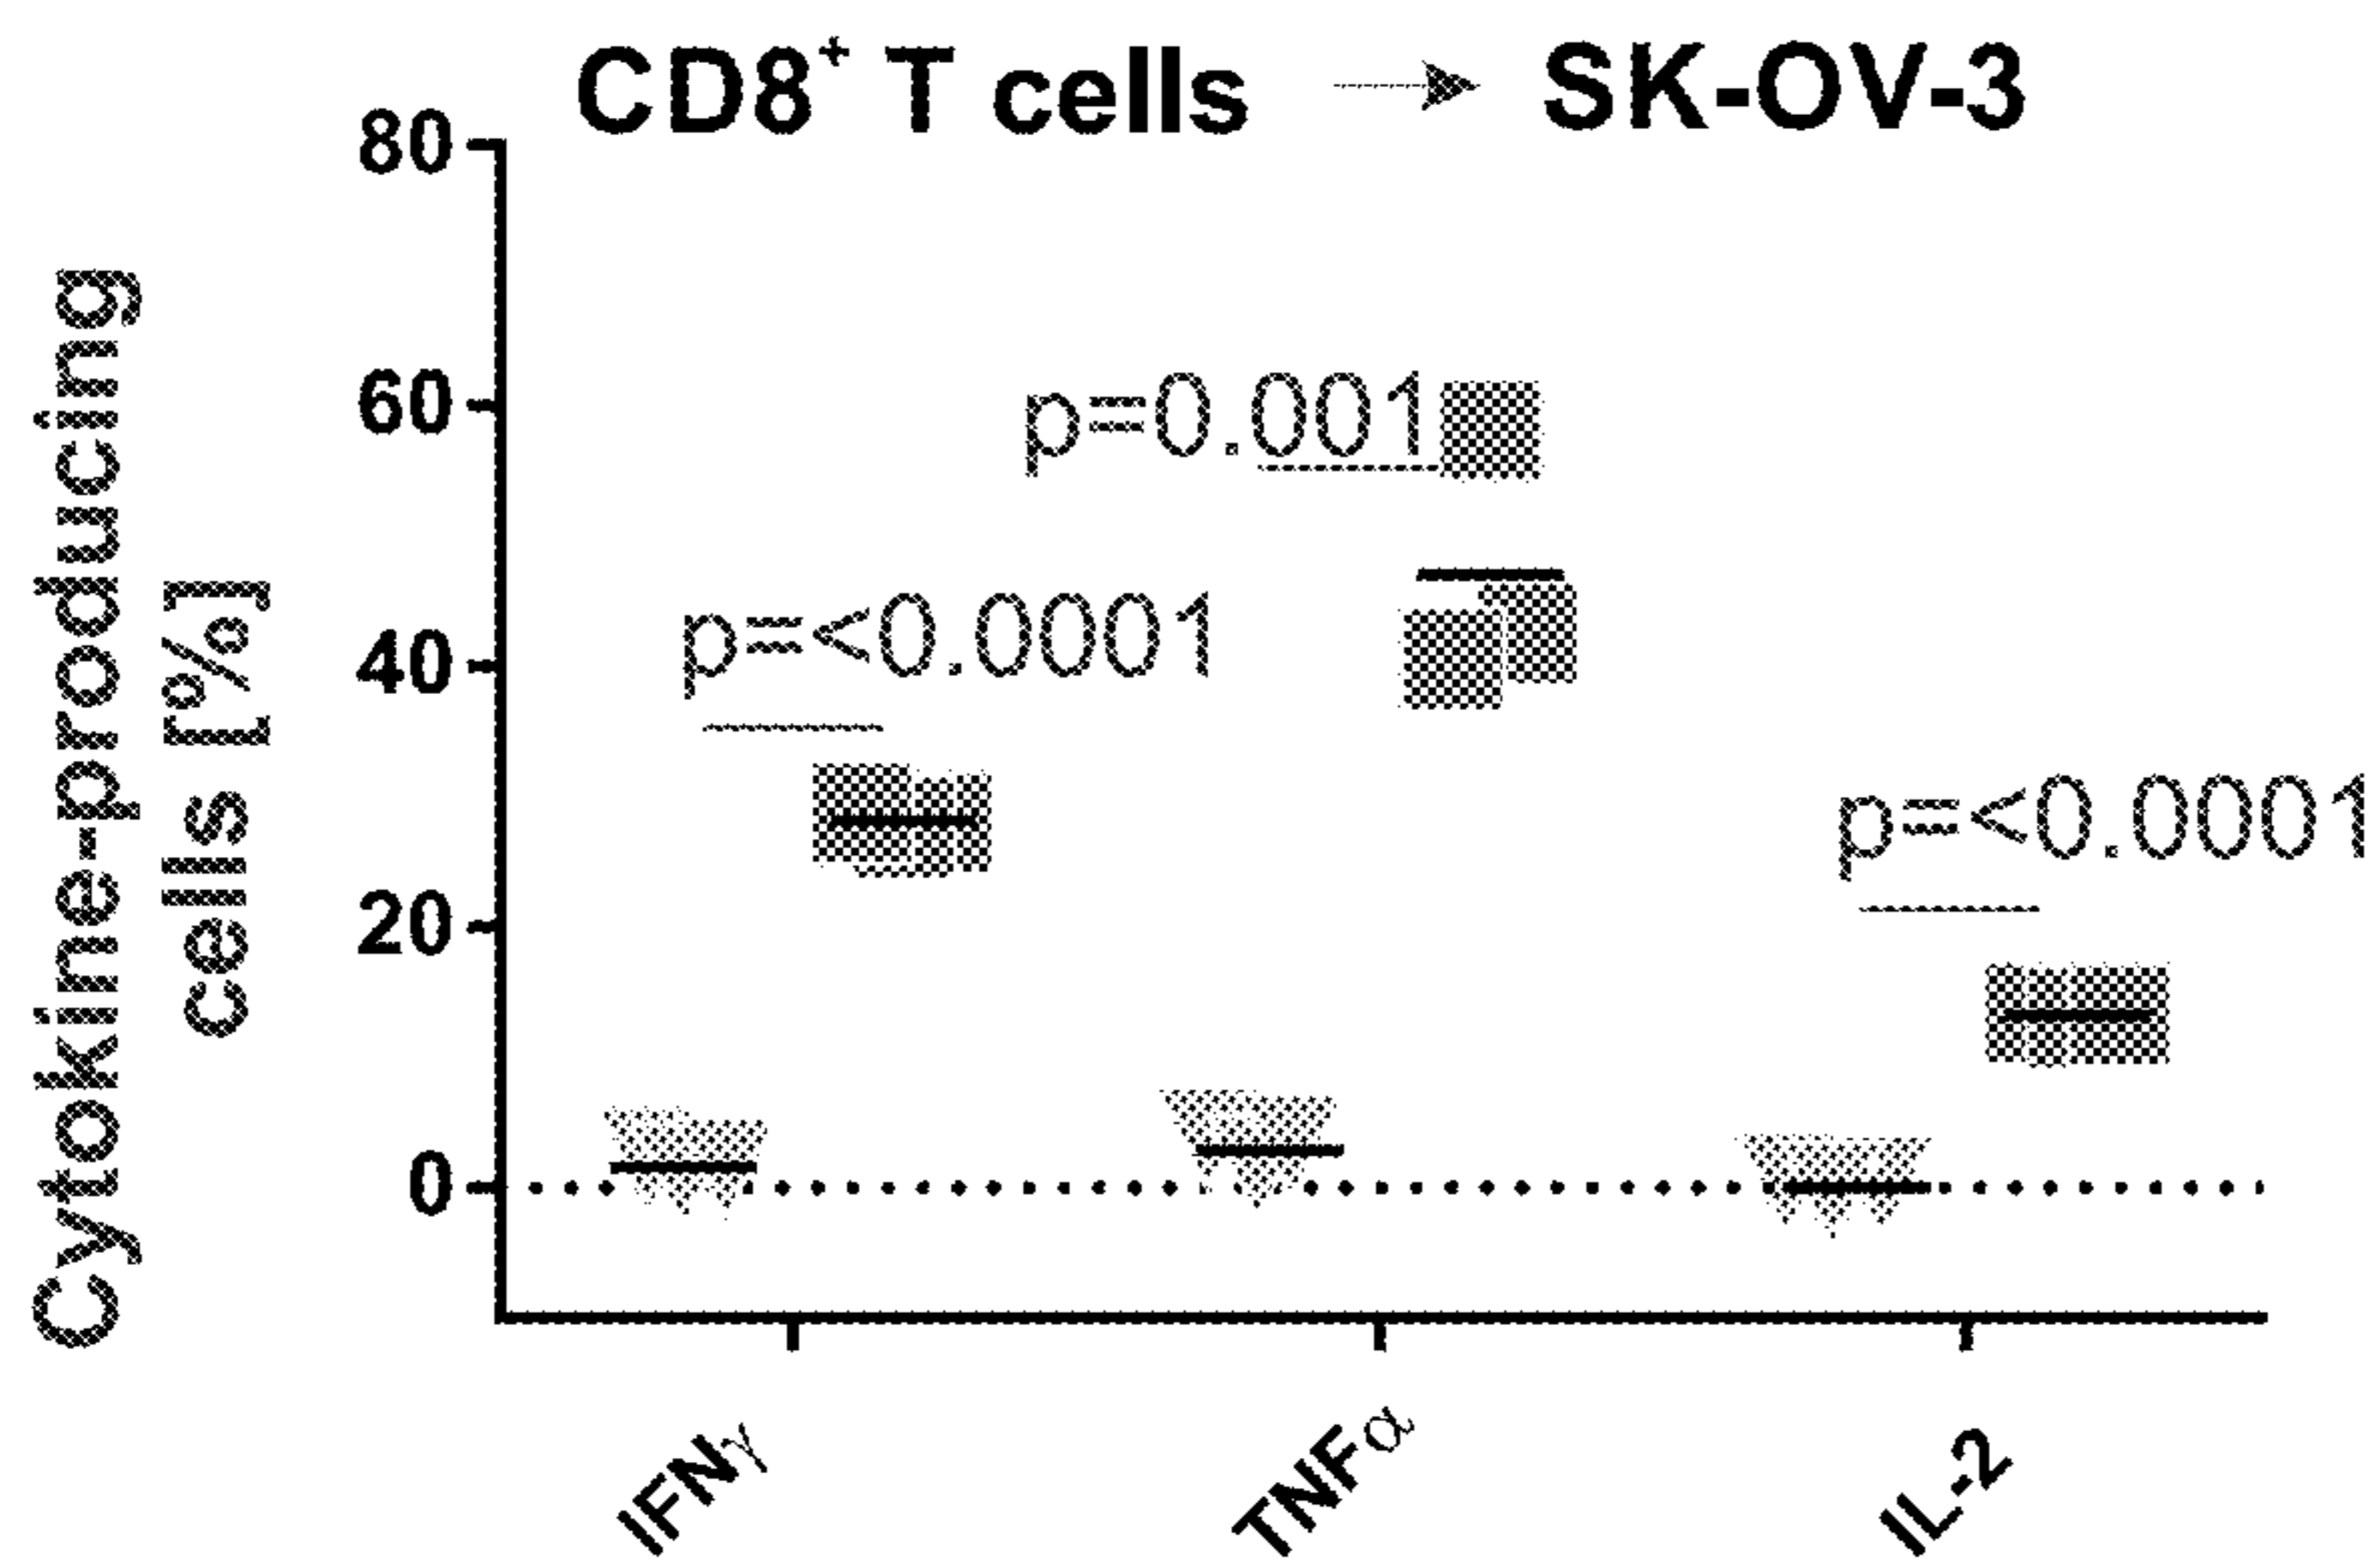 CD8⁺ T cells → SK-OV-3
Cytokine-producing
cells [%]
80
60
40
20
0
p=0.001
p=<0.0001
p=<0.0001
IFNγ
TNFα
IL-2